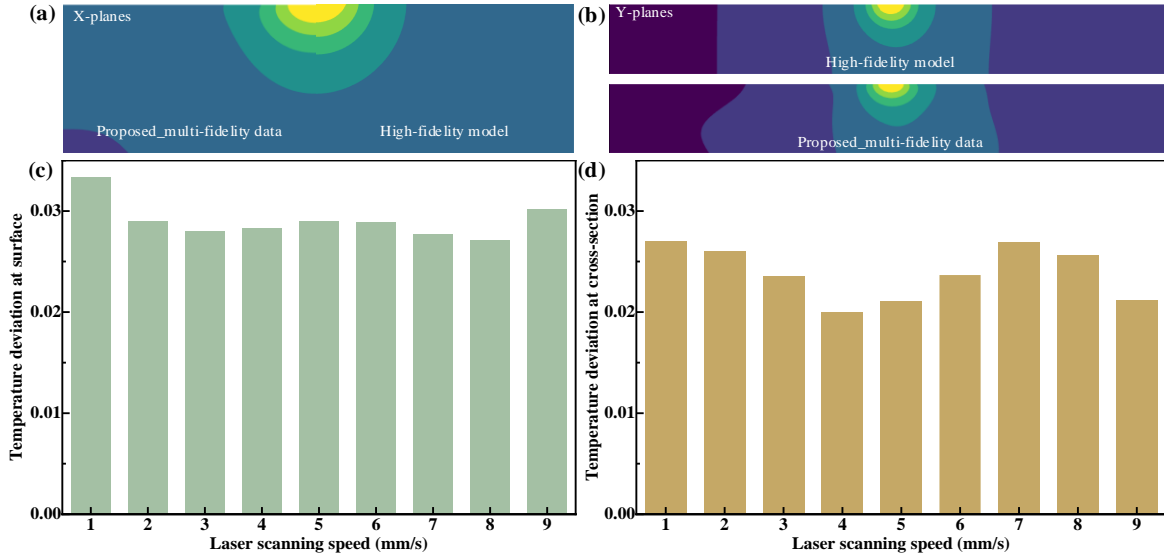 (a)
X-planes
Proposed_multi-fidelity data
High-fidelity model
(b)
Y-planes
High-fidelity model
Proposed_multi-fidelity data
(c)
Temperature deviation at surface
0.03
0.02
0.01
0.00
1 2 3 4 5 6 7 8 9
Laser scanning speed (mm/s)
(d)
Temperature deviation at cross-section
0.03
0.02
0.01
0.00
1 2 3 4 5 6 7 8 9
Laser scanning speed (mm/s)